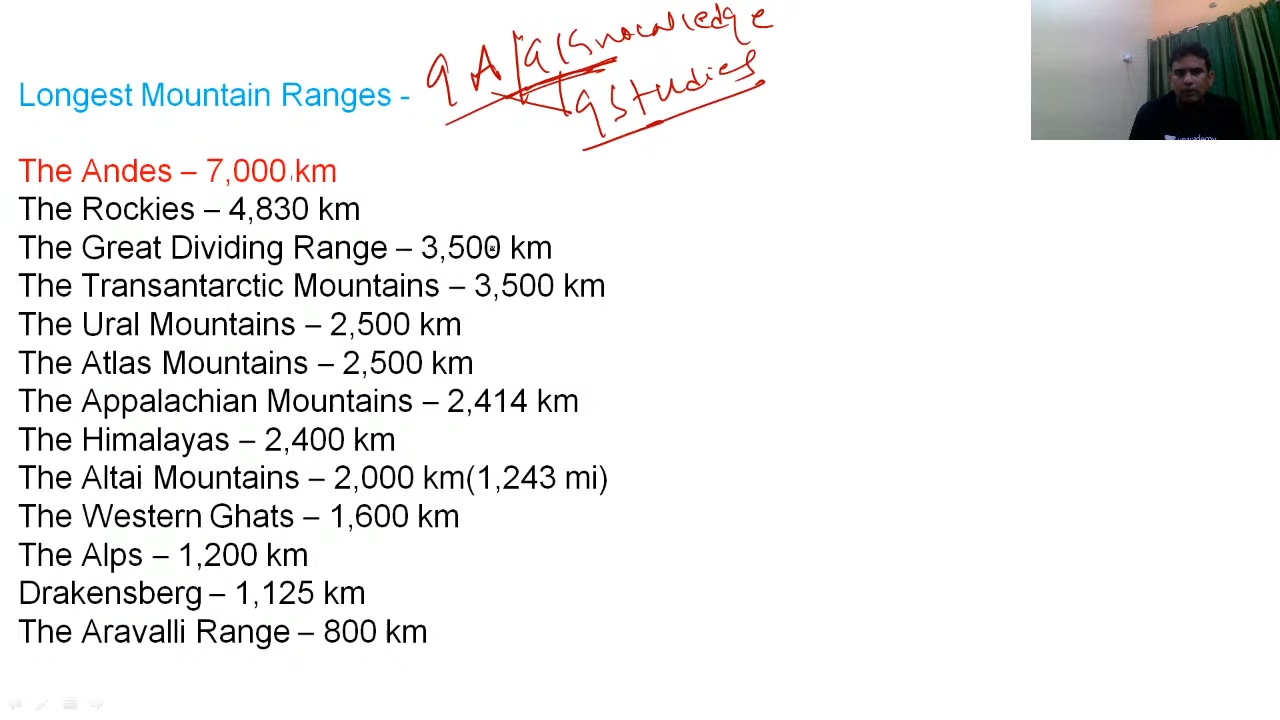 G A / G K Knowledge
G Studies
Longest Mountain Ranges -
The Andes – 7,000 km
The Rockies – 4,830 km
The Great Dividing Range – 3,500 km
The Transantarctic Mountains – 3,500 km
The Ural Mountains – 2,500 km
The Atlas Mountains – 2,500 km
The Appalachian Mountains – 2,414 km
The Himalayas – 2,400 km
The Altai Mountains – 2,000 km(1,243 mi)
The Western Ghats – 1,600 km
The Alps – 1,200 km
Drakensberg – 1,125 km
The Aravalli Range – 800 km